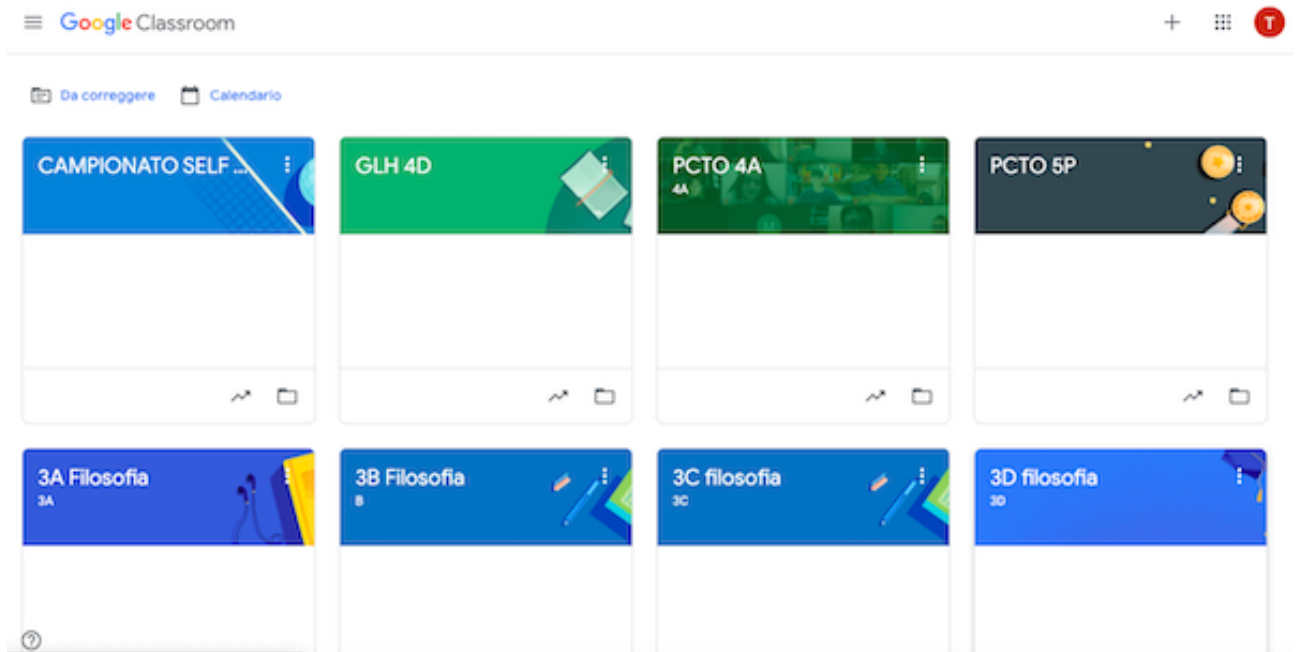 Google Classroom
T
Da correggere Calendario
CAMPIONATO SELF ...
GLH 4D
PCTO 4A
4A
PCTO 5P
3A Filosofia
3A
3B Filosofia
B
3C filosofia
3C
3D filosofia
3D